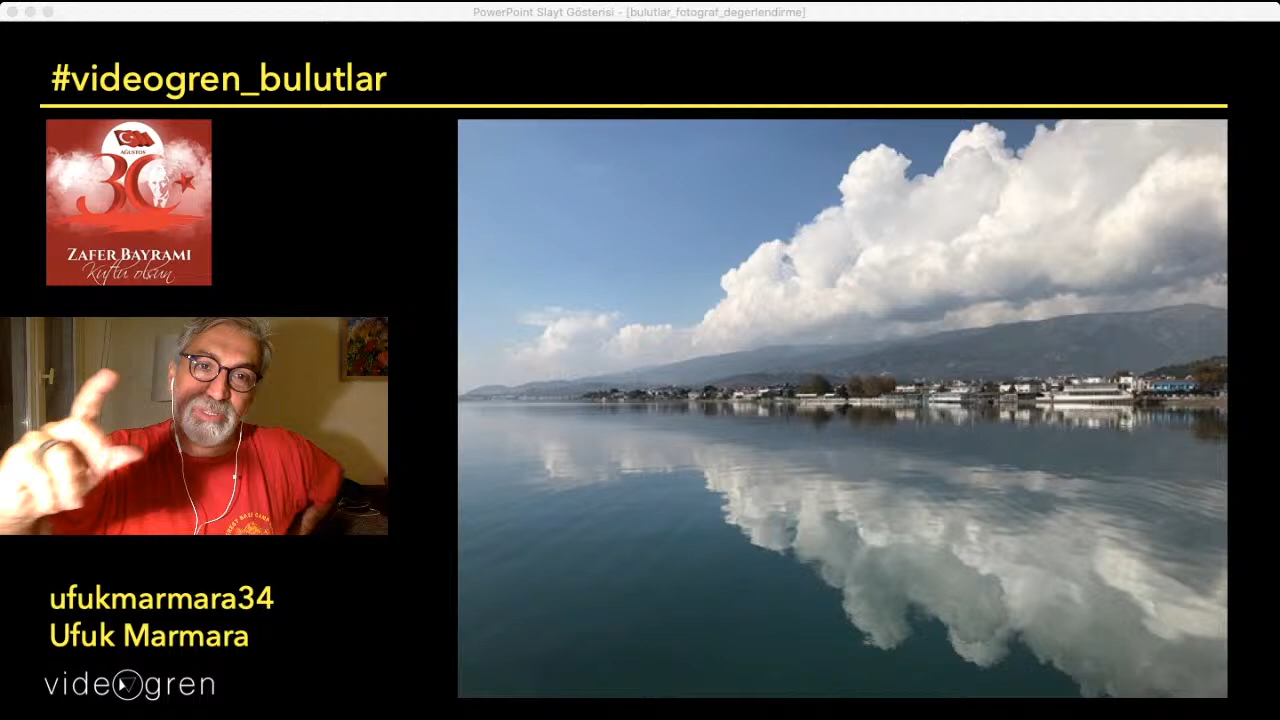 PowerPoint Slayt Gösterisi - [bulutlar_fotograf_degerlendirme]
#videogren_bulutlar
AĞUSTOS
30
ZAFER BAYRAMI
Kutlu olsun
ufukmarmara34
Ufuk Marmara
videogren